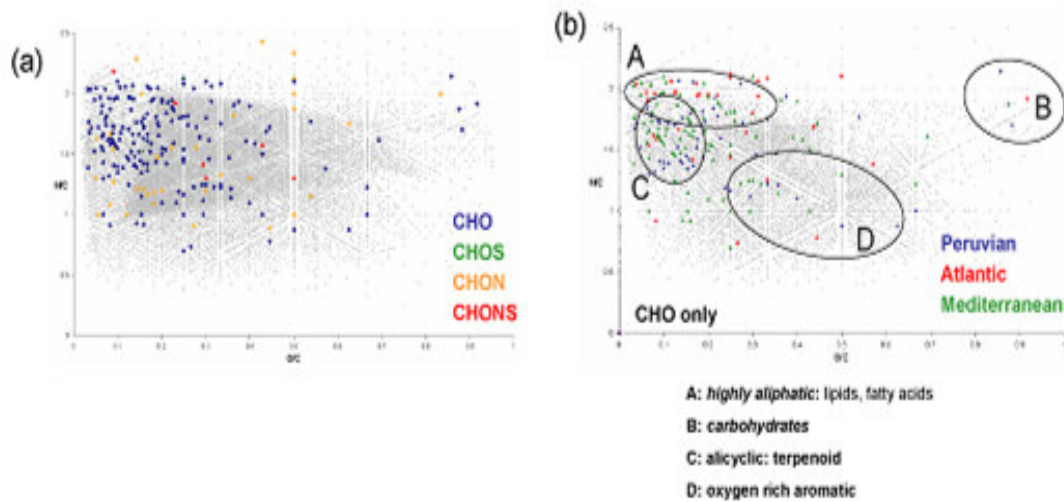 (a)
H/C
O/C
CHO
CHOS
CHON
CHONS
(b)
A
B
C
D
Peruvian
Atlantic
Mediterranean
CHO only
O/C
A: highly aliphatic: lipids, fatty acids
B: carbohydrates
C: alicyclic: terpenoid
D: oxygen rich aromatic